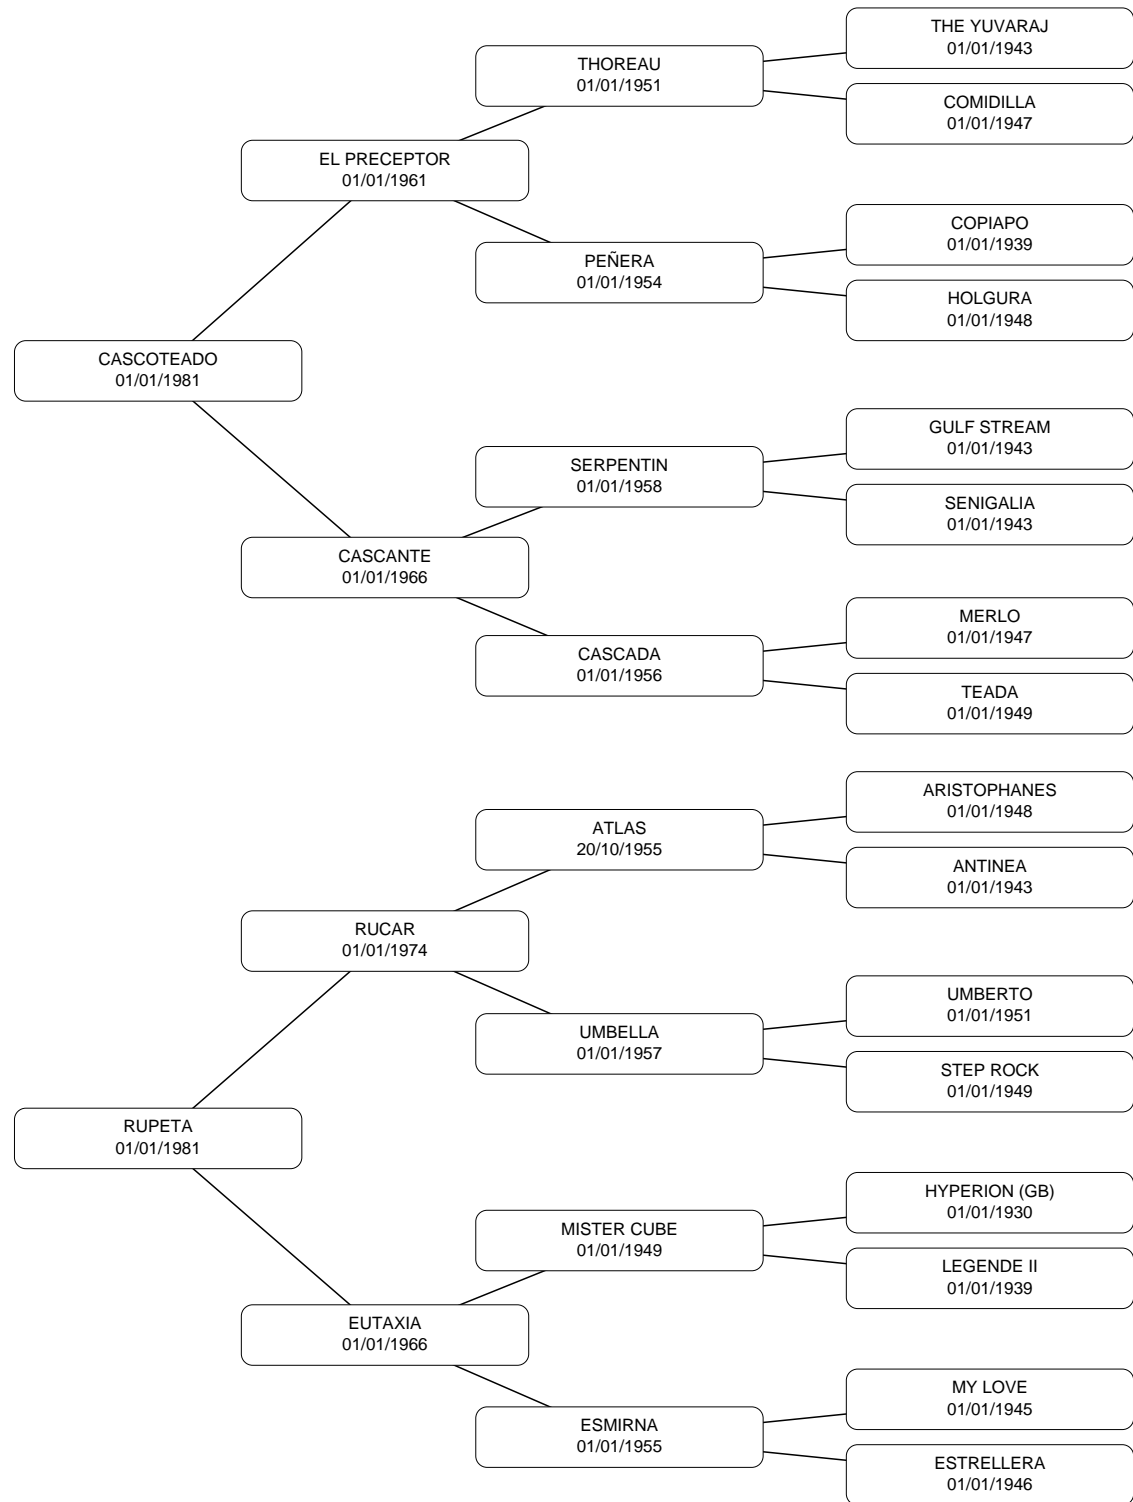 THE YUVARAJ
01/01/1943
THOREAU
01/01/1951
COMIDILLA
01/01/1947
EL PRECEPTOR
01/01/1961
COPIAPO
01/01/1939
PEÑERA
01/01/1954
HOLGURA
01/01/1948
CASCOTEADO
01/01/1981
GULF STREAM
01/01/1943
SERPENTIN
01/01/1958
SENIGALIA
01/01/1943
CASCANTE
01/01/1966
MERLO
01/01/1947
CASCADA
01/01/1956
TEADA
01/01/1949
ARISTOPHANES
01/01/1948
ATLAS
20/10/1955
ANTINEA
01/01/1943
RUCAR
01/01/1974
UMBERTO
01/01/1951
UMBELLA
01/01/1957
STEP ROCK
01/01/1949
RUPETA
01/01/1981
HYPERION (GB)
01/01/1930
MISTER CUBE
01/01/1949
LEGENDE II
01/01/1939
EUTAXIA
01/01/1966
MY LOVE
01/01/1945
ESMIRNA
01/01/1955
ESTRELLERA
01/01/1946